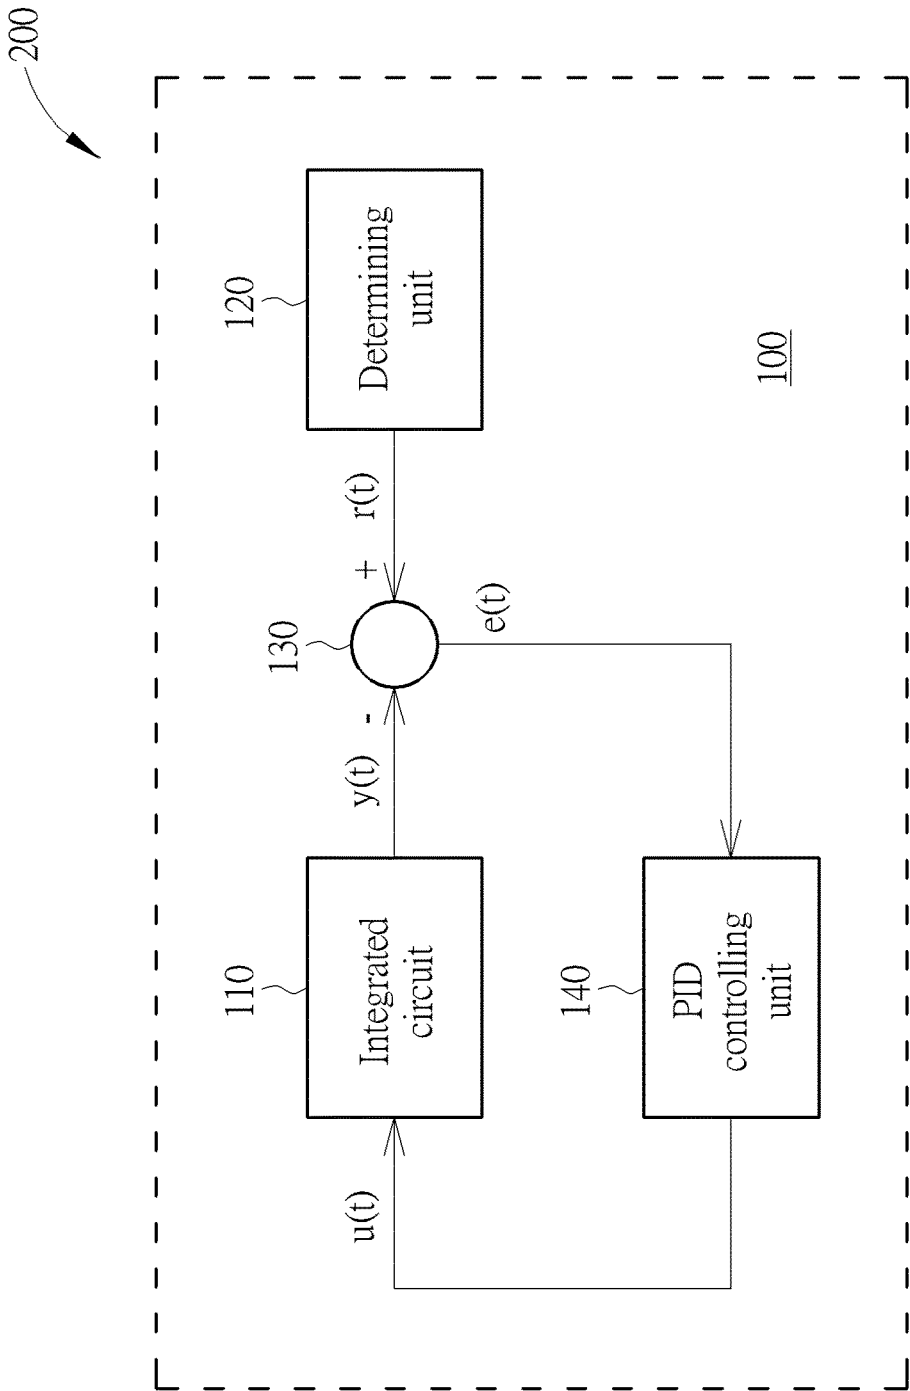 200
110
Integrated
circuit
u(t)
y(t)
-
130
+
r(t)
120
Determining
unit
e(t)
140
PID
controlling
unit
100